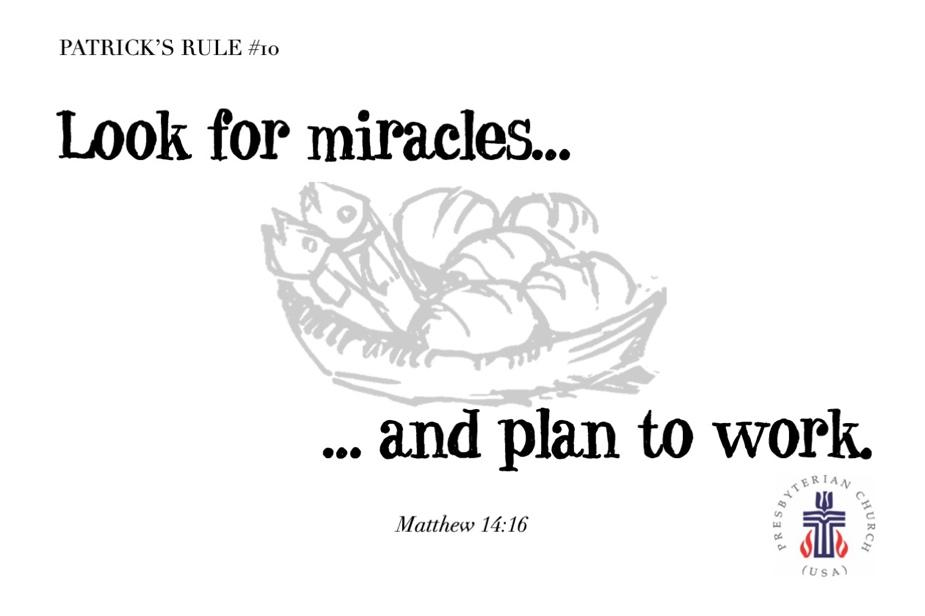 PATRICK'S RULE #10
Look for miracles...
... and plan to work.
Matthew 14:16
PRESBYTERIAN CHURCH
(USA)